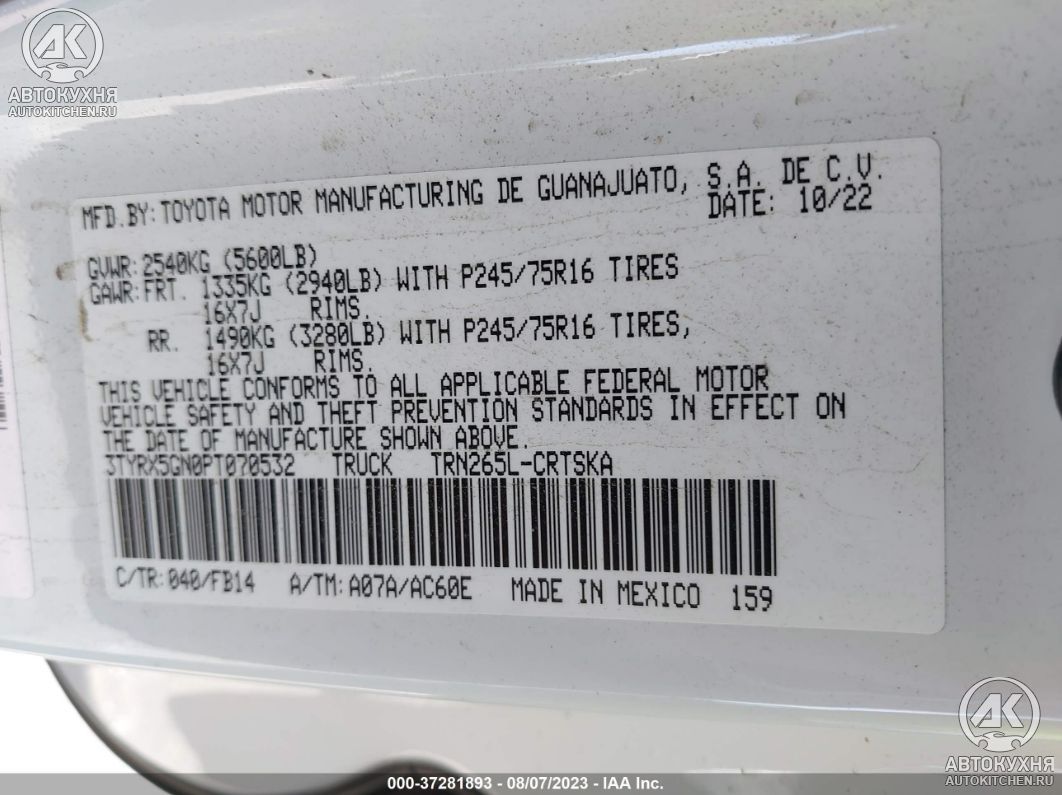 AK
АВТОКУХНЯ
AUTOKITCHEN.RU
MFD.BY:TOYOTA MOTOR MANUFACTURING DE GUANAJUATO, S.A. DE C.V.
DATE: 10/22
GVWR:2540KG (5600LB)
GAWR:FRT. 1335KG (2940LB) WITH P245/75R16 TIRES
16X7J RIMS.
RR. 1490KG (3280LB) WITH P245/75R16 TIRES,
16X7J RIMS.
THIS VEHICLE CONFORMS TO ALL APPLICABLE FEDERAL MOTOR
VEHICLE SAFETY AND THEFT PREVENTION STANDARDS IN EFFECT ON
THE DATE OF MANUFACTURE SHOWN ABOVE.
3TYRX5GN0PT070532 TRUCK TRN265L-CRTSKA
C/TR:040/FB14 A/TM:A07A/AC60E MADE IN MEXICO 159
AK
АВТОКУХНЯ
AUTOKITCHEN.RU
000-37281893 - 08/07/2023 - IAA Inc.